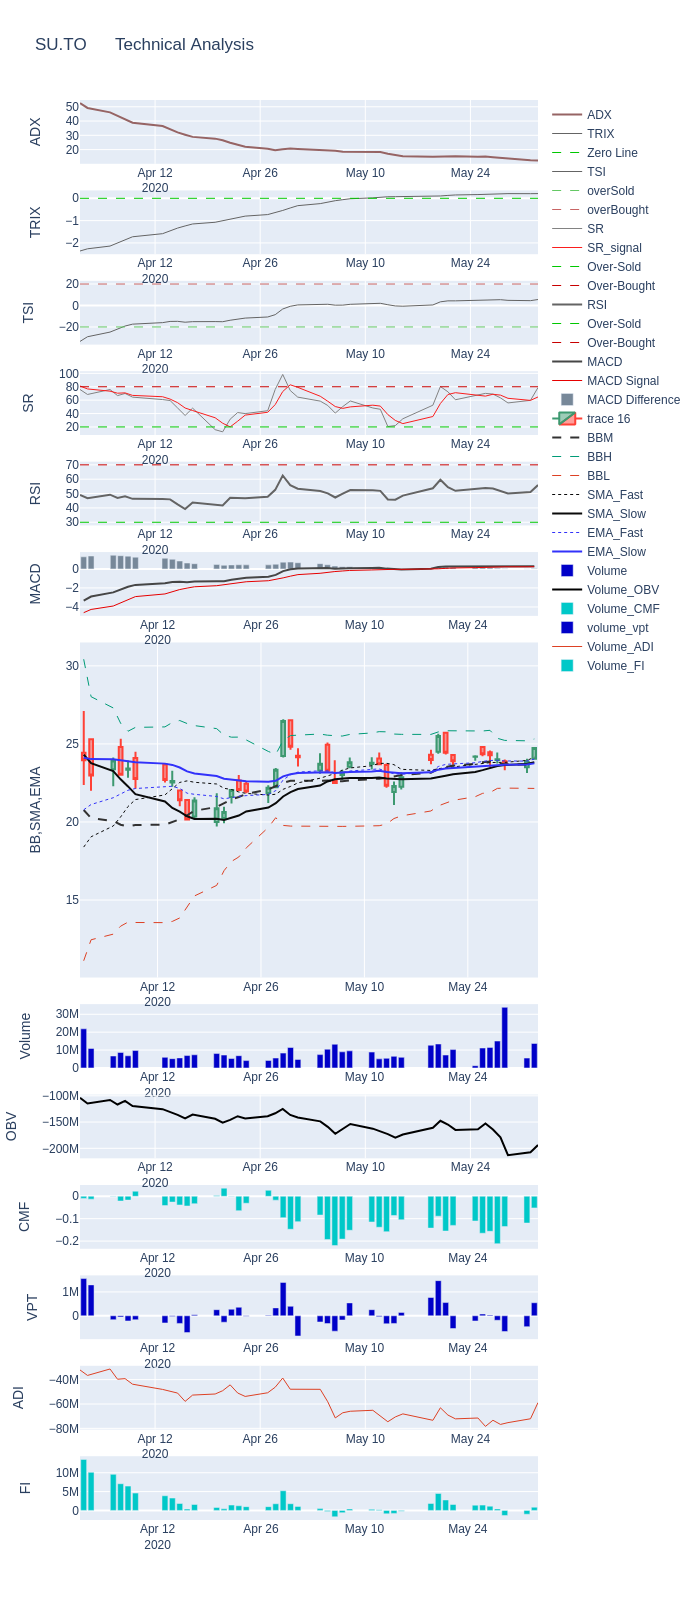 SU.TO Technical Analysis
ADX
50
40
30
20
Apr 12
2020
Apr 26
May 10
May 24
TRIX
0
−1
−2
Apr 12
2020
Apr 26
May 10
May 24
TSI
20
0
−20
Apr 12
2020
Apr 26
May 10
May 24
SR
100
80
60
40
20
Apr 12
2020
Apr 26
May 10
May 24
RSI
70
60
50
40
30
Apr 12
2020
Apr 26
May 10
May 24
MACD
0
−2
−4
Apr 12
2020
Apr 26
May 10
May 24
BB,SMA,EMA
30
25
20
15
Apr 12
2020
Apr 26
May 10
May 24
Volume
30M
20M
10M
0
Apr 12
2020
Apr 26
May 10
May 24
OBV
−100M
−150M
−200M
Apr 12
2020
Apr 26
May 10
May 24
CMF
0
−0.1
−0.2
Apr 12
2020
Apr 26
May 10
May 24
VPT
1M
0
Apr 12
2020
Apr 26
May 10
May 24
ADI
−40M
−60M
−80M
Apr 12
2020
Apr 26
May 10
May 24
FI
10M
5M
0
Apr 12
2020
Apr 26
May 10
May 24
ADX
TRIX
Zero Line
TSI
overSold
overBought
SR
SR_signal
Over-Sold
Over-Bought
RSI
Over-Sold
Over-Bought
MACD
MACD Signal
MACD Difference
trace 16
BBM
BBH
BBL
SMA_Fast
SMA_Slow
EMA_Fast
EMA_Slow
Volume
Volume_OBV
Volume_CMF
volume_vpt
Volume_ADI
Volume_FI